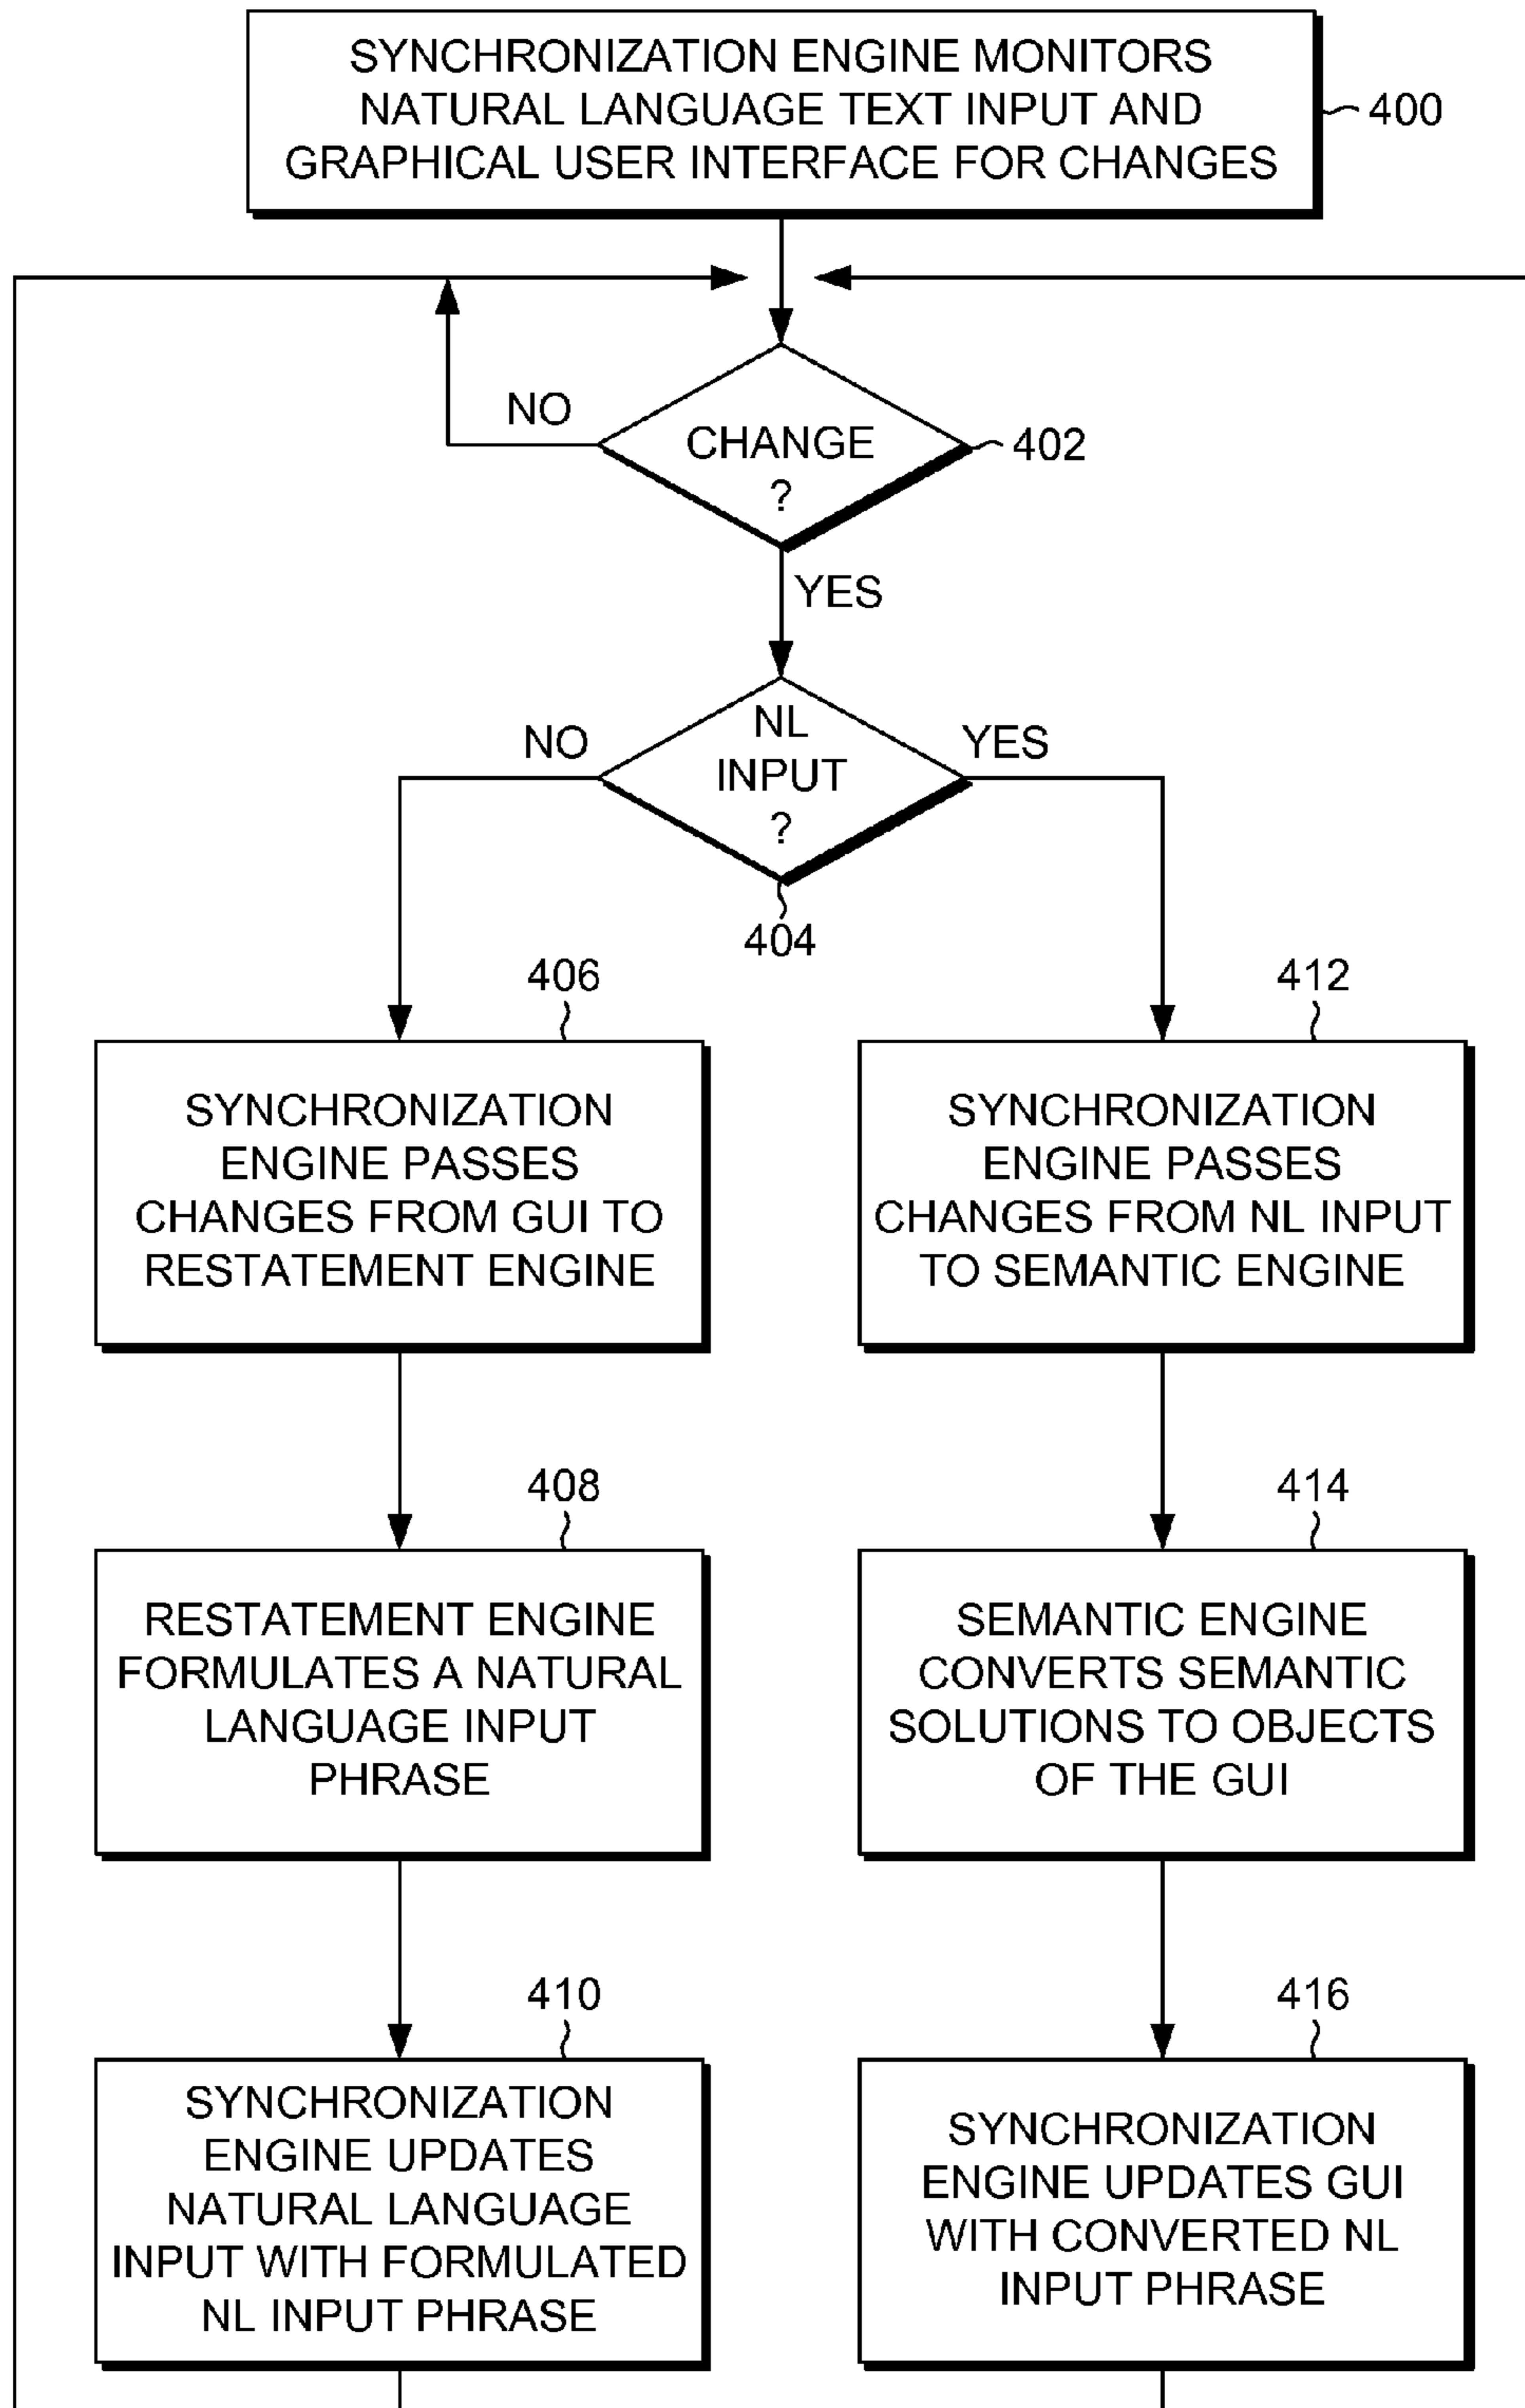 SYNCHRONIZATION ENGINE MONITORS
NATURAL LANGUAGE TEXT INPUT AND
GRAPHICAL USER INTERFACE FOR CHANGES
400
NO
CHANGE
?
402
YES
NO
NL
INPUT
?
YES
404
406
SYNCHRONIZATION
ENGINE PASSES
CHANGES FROM GUI TO
RESTATEMENT ENGINE
412
SYNCHRONIZATION
ENGINE PASSES
CHANGES FROM NL INPUT
TO SEMANTIC ENGINE
408
RESTATEMENT ENGINE
FORMULATES A NATURAL
LANGUAGE INPUT
PHRASE
414
SEMANTIC ENGINE
CONVERTS SEMANTIC
SOLUTIONS TO OBJECTS
OF THE GUI
410
SYNCHRONIZATION
ENGINE UPDATES
NATURAL LANGUAGE
INPUT WITH FORMULATED
NL INPUT PHRASE
416
SYNCHRONIZATION
ENGINE UPDATES GUI
WITH CONVERTED NL
INPUT PHRASE